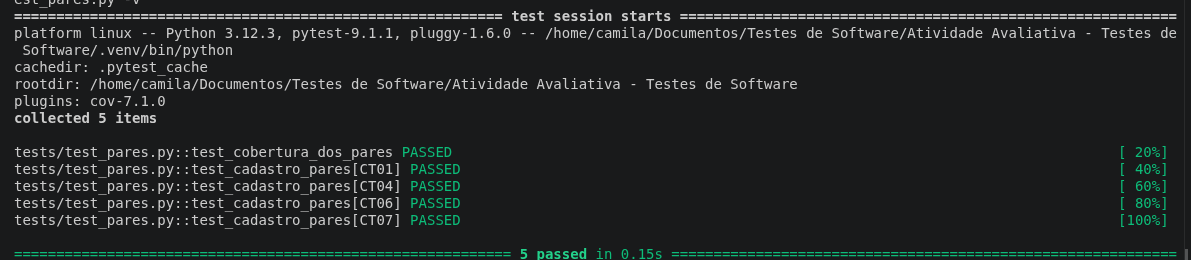 est_pares.py -v
============================================================ test session starts ============================================================
platform linux -- Python 3.12.3, pytest-9.1.1, pluggy-1.6.0 -- /home/camila/Documentos/Testes de Software/Atividade Avaliativa - Testes de
 Software/.venv/bin/python
cachedir: .pytest_cache
rootdir: /home/camila/Documentos/Testes de Software/Atividade Avaliativa - Testes de Software
plugins: cov-7.1.0
collected 5 items
tests/test_pares.py::test_cobertura_dos_pares PASSED [ 20%]
tests/test_pares.py::test_cadastro_pares[CT01] PASSED [ 40%]
tests/test_pares.py::test_cadastro_pares[CT04] PASSED [ 60%]
tests/test_pares.py::test_cadastro_pares[CT06] PASSED [ 80%]
tests/test_pares.py::test_cadastro_pares[CT07] PASSED [100%]
============================================================= 5 passed in 0.15s =============================================================